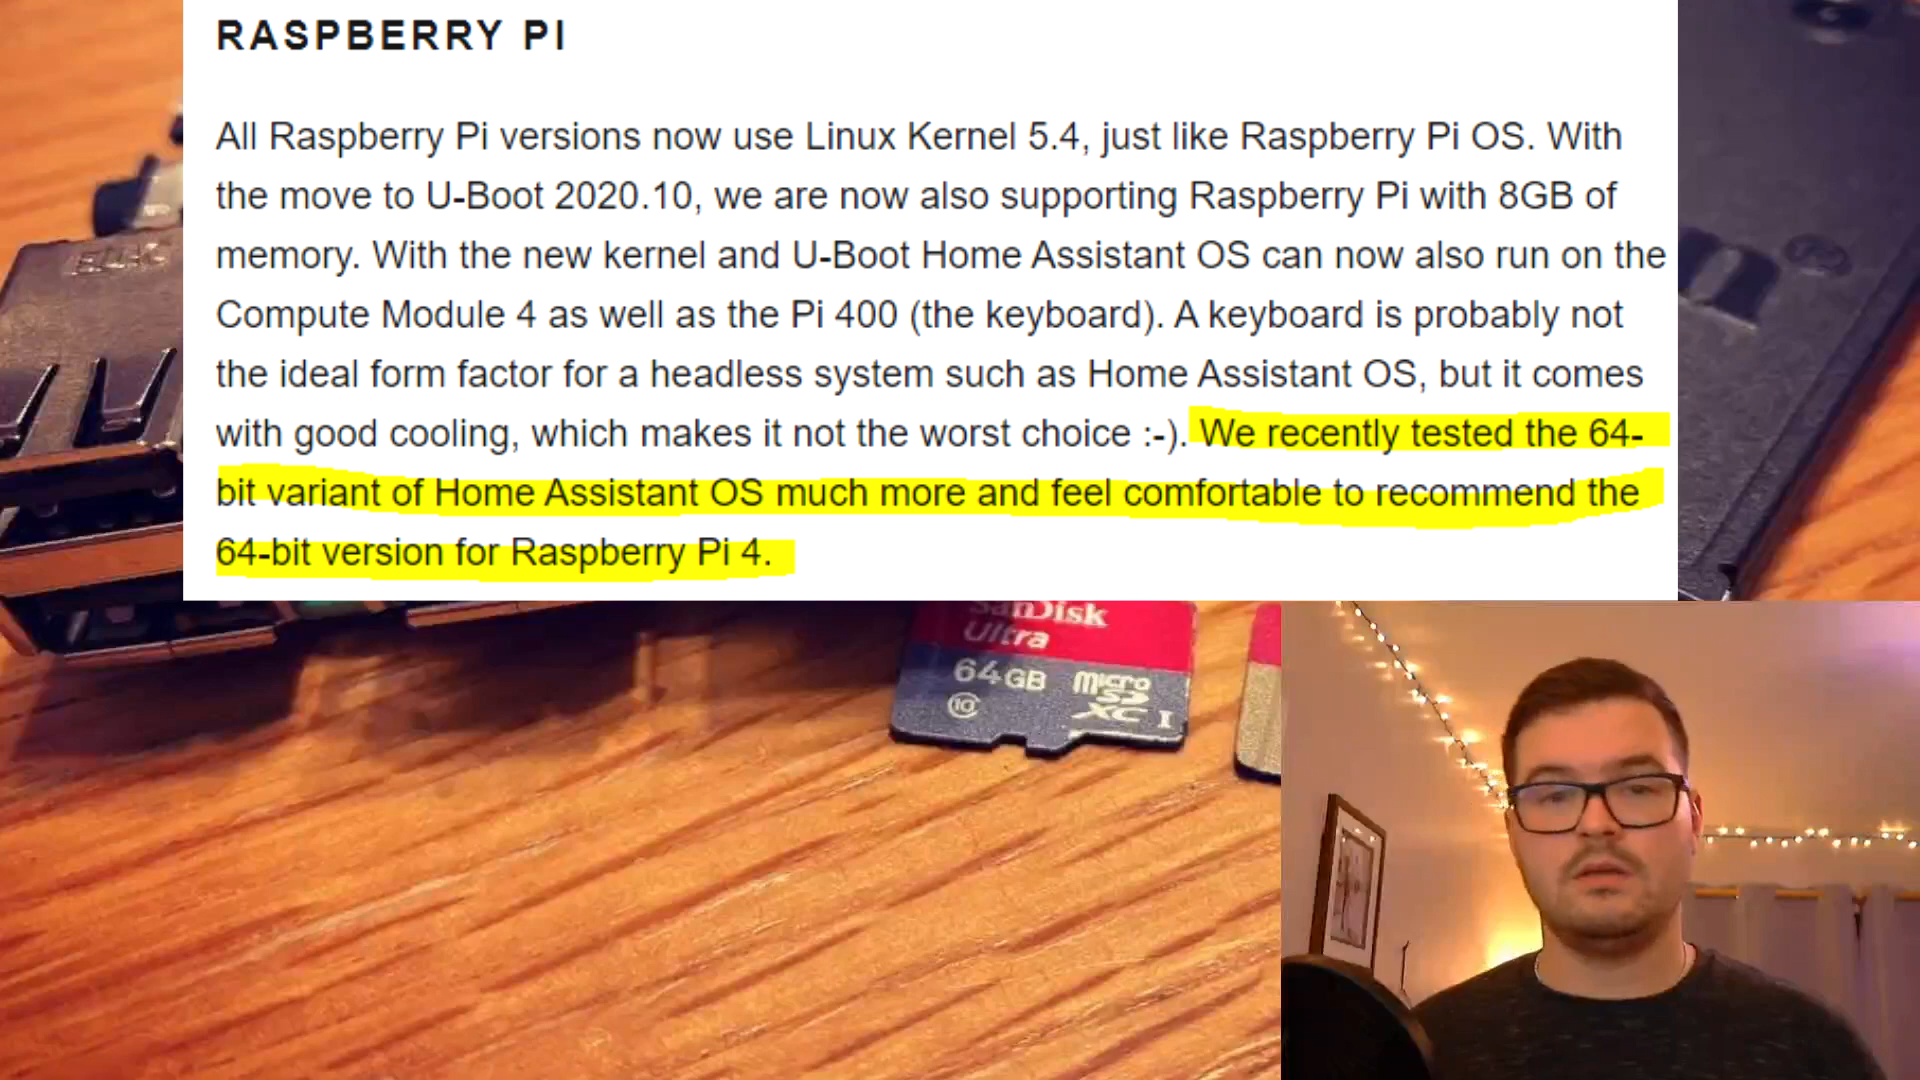 RASPBERRY PI
All Raspberry Pi versions now use Linux Kernel 5.4, just like Raspberry Pi OS. With
the move to U-Boot 2020.10, we are now also supporting Raspberry Pi with 8GB of
memory. With the new kernel and U-Boot Home Assistant OS can now also run on the
Compute Module 4 as well as the Pi 400 (the keyboard). A keyboard is probably not
the ideal form factor for a headless system such as Home Assistant OS, but it comes
with good cooling, which makes it not the worst choice :-). We recently tested the 64-
bit variant of Home Assistant OS much more and feel comfortable to recommend the
64-bit version for Raspberry Pi 4.
SanDisk
Ultra
64GB
micro
SD
XC I
10